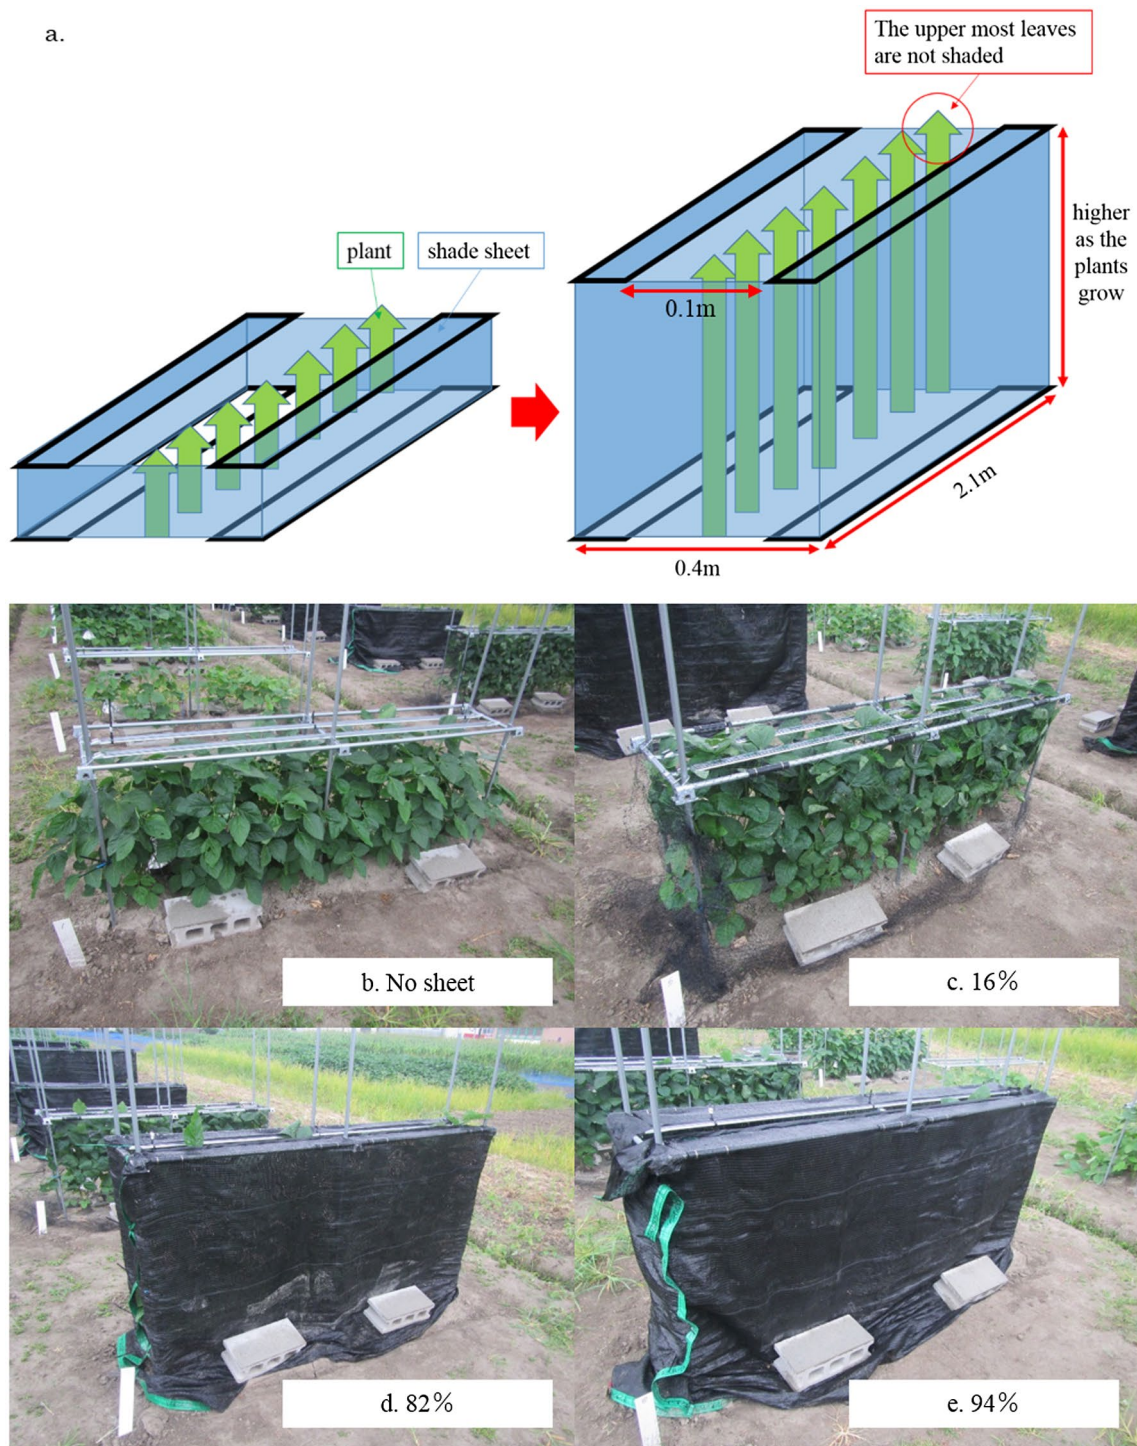 a.
The upper most leaves
are not shaded
plant
shade sheet
higher
as the
plants
grow
0.1m
2.1m
0.4m
b. No sheet
c. 16%
d. 82%
e. 94%